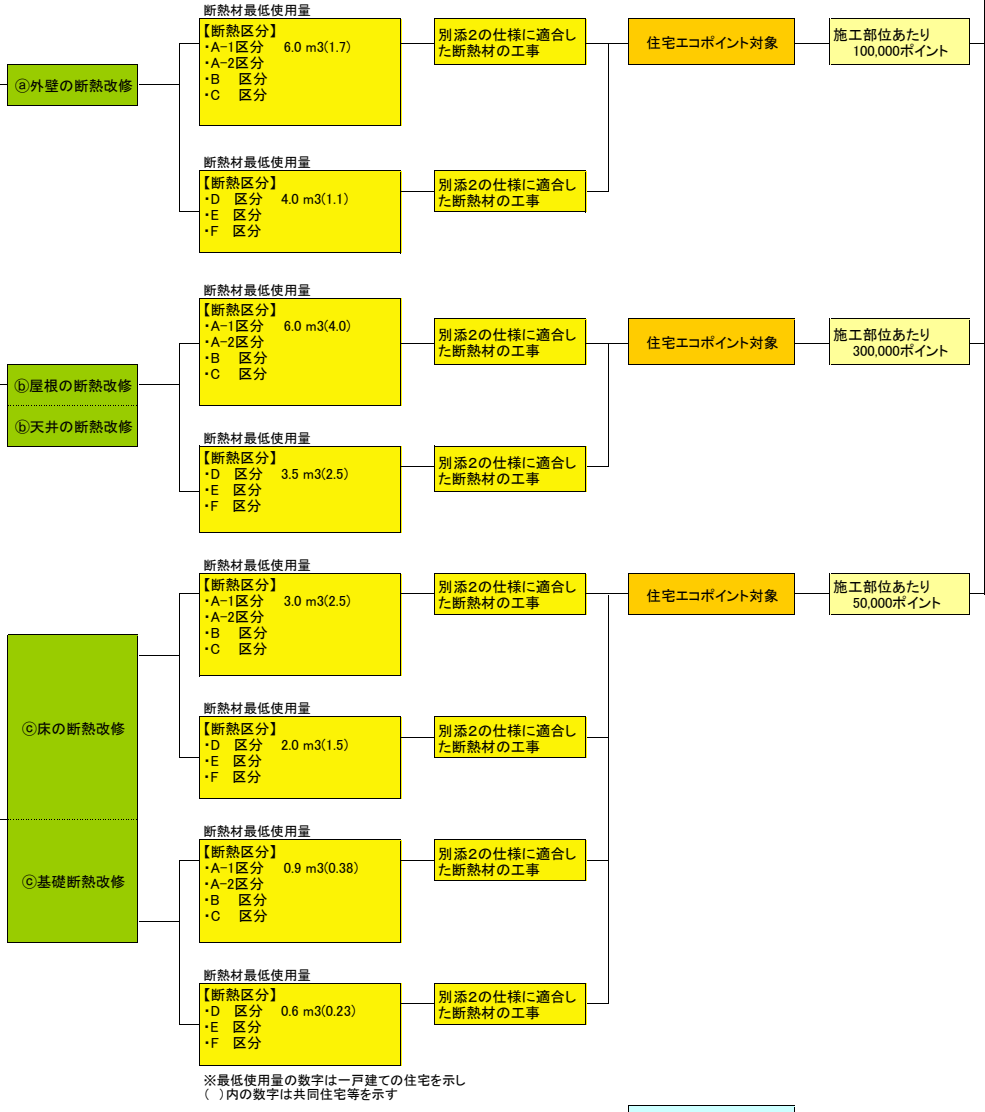 断熱材最低使用量
【断熱区分】
・A-1区分　6.0 m3(1.7)
・A-2区分
・B　区分
・C　区分
別添2の仕様に適合し
た断熱材の工事
住宅エコポイント対象
施工部位あたり
100,000ポイント
ⓐ外壁の断熱改修
断熱材最低使用量
【断熱区分】
・D　区分　4.0 m3(1.1)
・E　区分
・F　区分
別添2の仕様に適合し
た断熱材の工事
断熱材最低使用量
【断熱区分】
・A-1区分　6.0 m3(4.0)
・A-2区分
・B　区分
・C　区分
別添2の仕様に適合し
た断熱材の工事
住宅エコポイント対象
施工部位あたり
300,000ポイント
ⓑ屋根の断熱改修
ⓑ天井の断熱改修
断熱材最低使用量
【断熱区分】
・D　区分　3.5 m3(2.5)
・E　区分
・F　区分
別添2の仕様に適合し
た断熱材の工事
断熱材最低使用量
【断熱区分】
・A-1区分　3.0 m3(2.5)
・A-2区分
・B　区分
・C　区分
別添2の仕様に適合し
た断熱材の工事
住宅エコポイント対象
施工部位あたり
50,000ポイント
ⓒ床の断熱改修
断熱材最低使用量
【断熱区分】
・D　区分　2.0 m3(1.5)
・E　区分
・F　区分
別添2の仕様に適合し
た断熱材の工事
断熱材最低使用量
【断熱区分】
・A-1区分　0.9 m3(0.38)
・A-2区分
・B　区分
・C　区分
別添2の仕様に適合し
た断熱材の工事
ⓒ基礎断熱改修
断熱材最低使用量
【断熱区分】
・D　区分　0.6 m3(0.23)
・E　区分
・F　区分
別添2の仕様に適合し
た断熱材の工事
※最低使用量の数字は一戸建ての住宅を示し
(　)内の数字は共同住宅等を示す